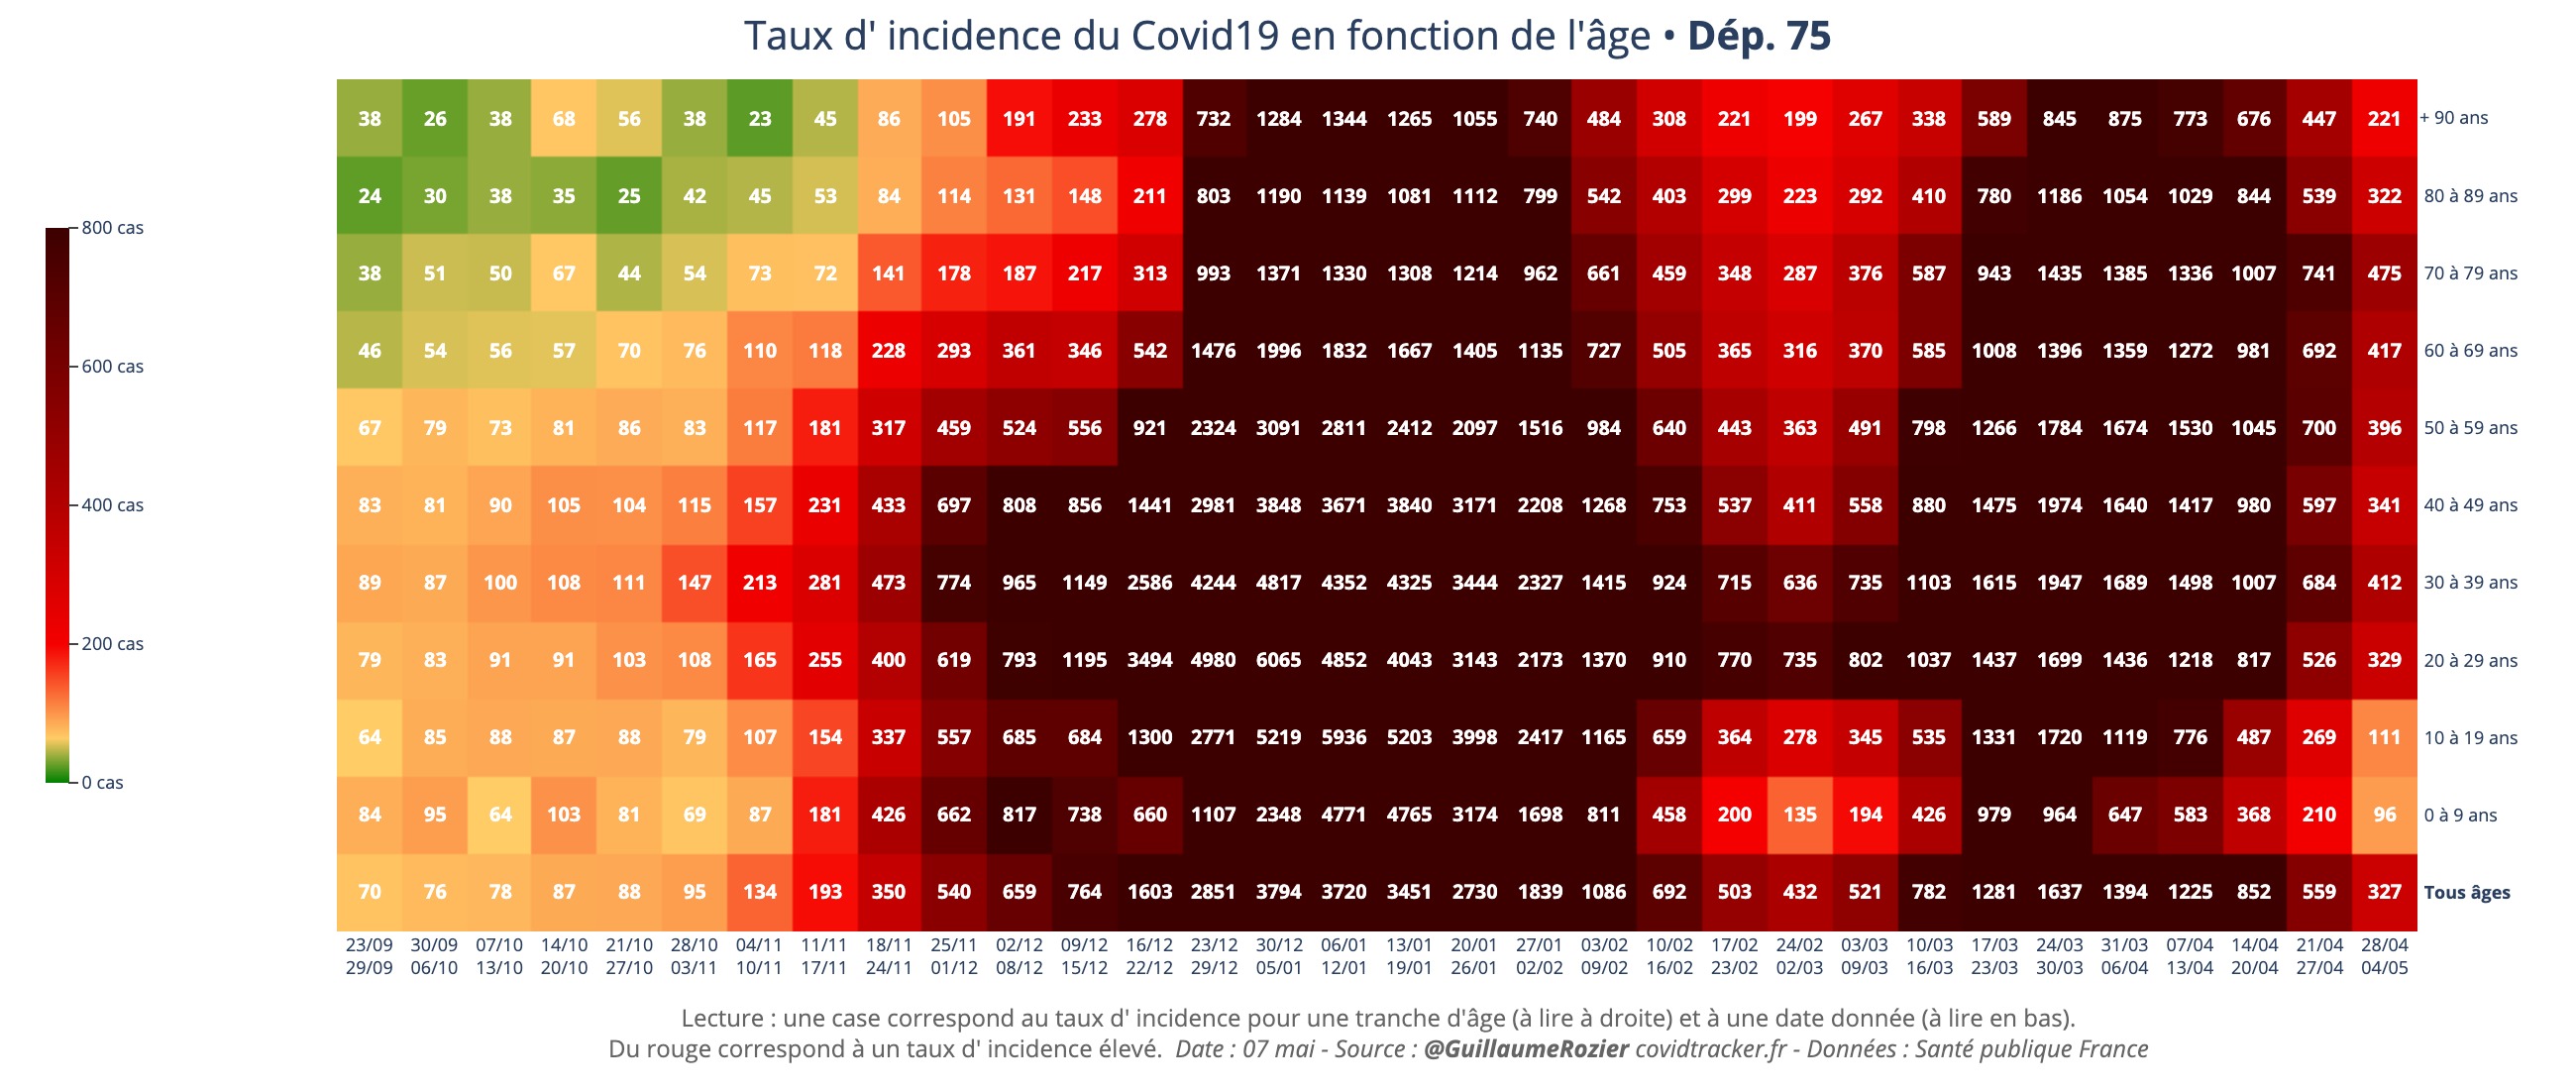 Taux d' incidence du Covid19 en fonction de l'âge • Dép. 75
800 cas
600 cas
400 cas
200 cas
0 cas
38 26 38 68 56 38 23 45 86 105 191 233 278 732 1284 1344 1265 1055 740 484 308 221 199 267 338 589 845 875 773 676 447 221 + 90 ans
24 30 38 35 25 42 45 53 84 114 131 148 211 803 1190 1139 1081 1112 799 542 403 299 223 292 410 780 1186 1054 1029 844 539 322 80 à 89 ans
38 51 50 67 44 54 73 72 141 178 187 217 313 993 1371 1330 1308 1214 962 661 459 348 287 376 587 943 1435 1385 1336 1007 741 475 70 à 79 ans
46 54 56 57 70 76 110 118 228 293 361 346 542 1476 1996 1832 1667 1405 1135 727 505 365 316 370 585 1008 1396 1359 1272 981 692 417 60 à 69 ans
67 79 73 81 86 83 117 181 317 459 524 556 921 2324 3091 2811 2412 2097 1516 984 640 443 363 491 798 1266 1784 1674 1530 1045 700 396 50 à 59 ans
83 81 90 105 104 115 157 231 433 697 808 856 1441 2981 3848 3671 3840 3171 2208 1268 753 537 411 558 880 1475 1974 1640 1417 980 597 341 40 à 49 ans
89 87 100 108 111 147 213 281 473 774 965 1149 2586 4244 4817 4352 4325 3444 2327 1415 924 715 636 735 1103 1615 1947 1689 1498 1007 684 412 30 à 39 ans
79 83 91 91 103 108 165 255 400 619 793 1195 3494 4980 6065 4852 4043 3143 2173 1370 910 770 735 802 1037 1437 1699 1436 1218 817 526 329 20 à 29 ans
64 85 88 87 88 79 107 154 337 557 685 684 1300 2771 5219 5936 5203 3998 2417 1165 659 364 278 345 535 1331 1720 1119 776 487 269 111 10 à 19 ans
84 95 64 103 81 69 87 181 426 662 817 738 660 1107 2348 4771 4765 3174 1698 811 458 200 135 194 426 979 964 647 583 368 210 96 0 à 9 ans
70 76 78 87 88 95 134 193 350 540 659 764 1603 2851 3794 3720 3451 2730 1839 1086 692 503 432 521 782 1281 1637 1394 1225 852 559 327 Tous âges
23/09 30/09 07/10 14/10 21/10 28/10 04/11 11/11 18/11 25/11 02/12 09/12 16/12 23/12 30/12 06/01 13/01 20/01 27/01 03/02 10/02 17/02 24/02 03/03 10/03 17/03 24/03 31/03 07/04 14/04 21/04 28/04
29/09 06/10 13/10 20/10 27/10 03/11 10/11 17/11 24/11 01/12 08/12 15/12 22/12 29/12 05/01 12/01 19/01 26/01 02/02 09/02 16/02 23/02 02/03 09/03 16/03 23/03 30/03 06/04 13/04 20/04 27/04 04/05
Lecture : une case correspond au taux d' incidence pour une tranche d'âge (à lire à droite) et à une date donnée (à lire en bas).
Du rouge correspond à un taux d' incidence élevé. Date : 07 mai - Source : @GuillaumeRozier covidtracker.fr - Données : Santé publique France